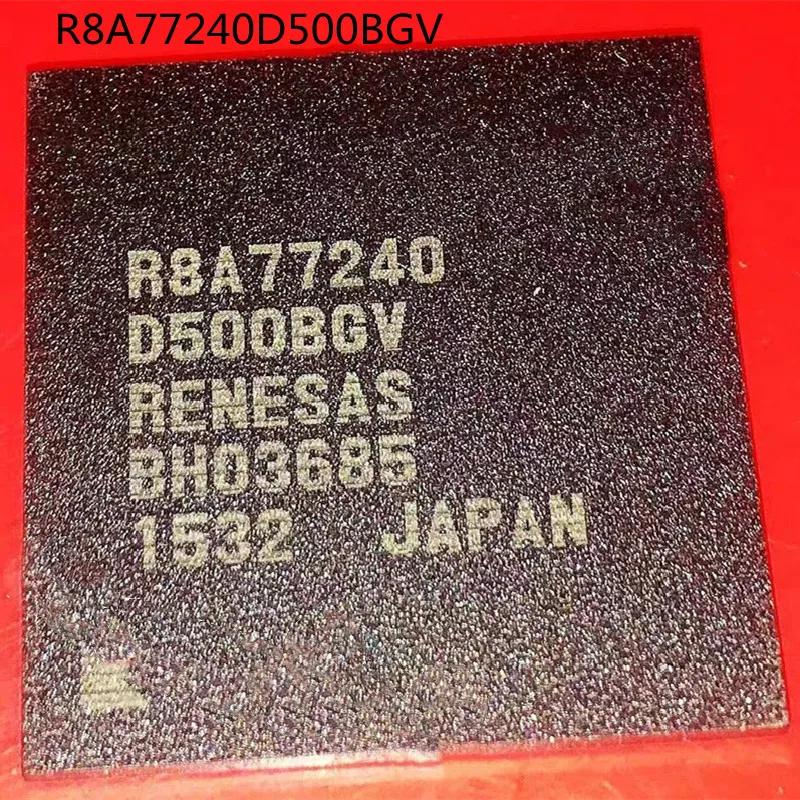 R8A77240D500BGV
R8A77240
D500BGV
RENESAS
BH03685
1532 JAPAN